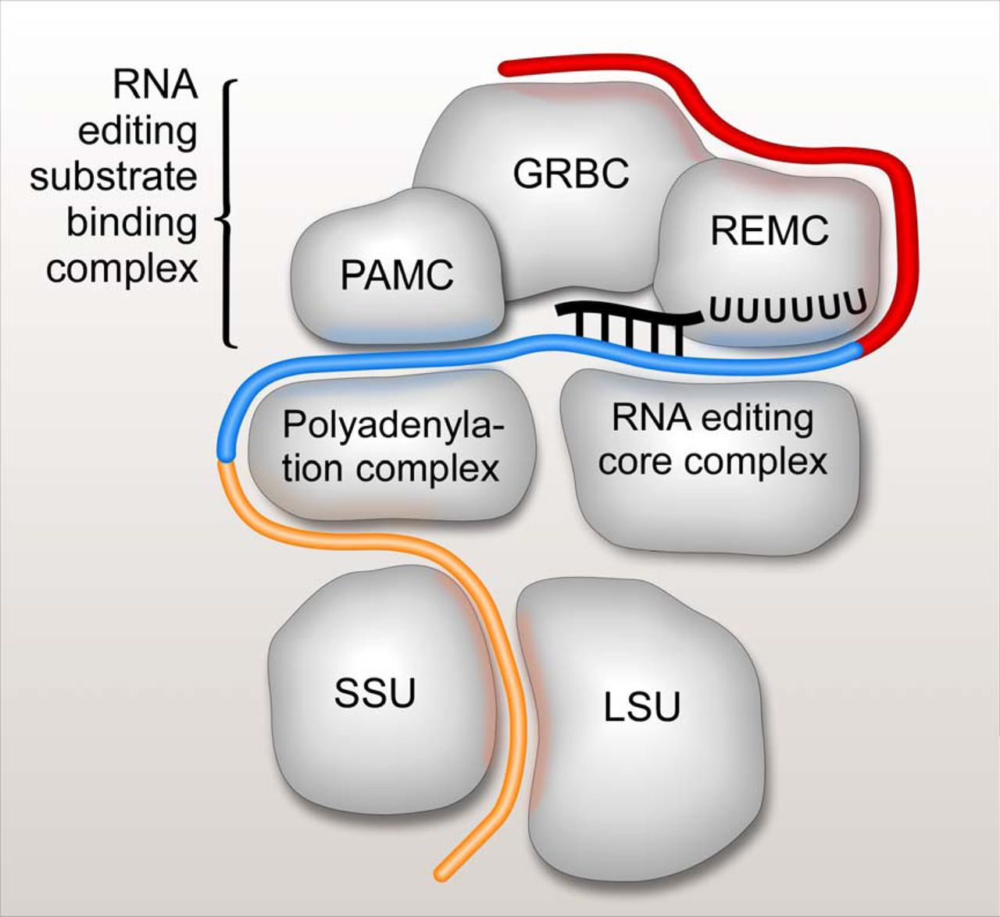 RNA
editing
substrate
binding
complex
GRBC
REMC
PAMC
UUUUUU
Polyadenyla-
tion complex
RNA editing
core complex
SSU
LSU